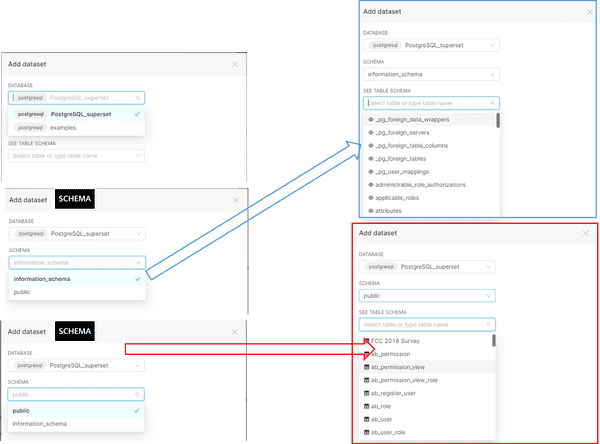 Add dataset
DATABASE
postgresql PostgreSQL_superset
postgresql PostgreSQL_superset
postgresql examples
SEE TABLE SCHEMA
Select table or type table name
Add dataset SCHEMA
DATABASE
postgresql PostgreSQL_superset
SCHEMA
information_schema
information_schema
public
Add dataset SCHEMA
DATABASE
postgresql PostgreSQL_superset
SCHEMA
public
public
information_schema
Add dataset
DATABASE
postgresql PostgreSQL_superset
SCHEMA
information_schema
SEE TABLE SCHEMA
Select table or type table name
_pg_foreign_data_wrappers
_pg_foreign_servers
_pg_foreign_table_columns
_pg_foreign_tables
_pg_user_mappings
administrable_role_authorizations
applicable_roles
attributes
Add dataset
DATABASE
postgresql PostgreSQL_superset
SCHEMA
public
SEE TABLE SCHEMA
Select table or type table name
FCC 2018 Survey
ab_permission
ab_permission_view
ab_permission_view_role
ab_register_user
ab_role
ab_user
ab_user_role